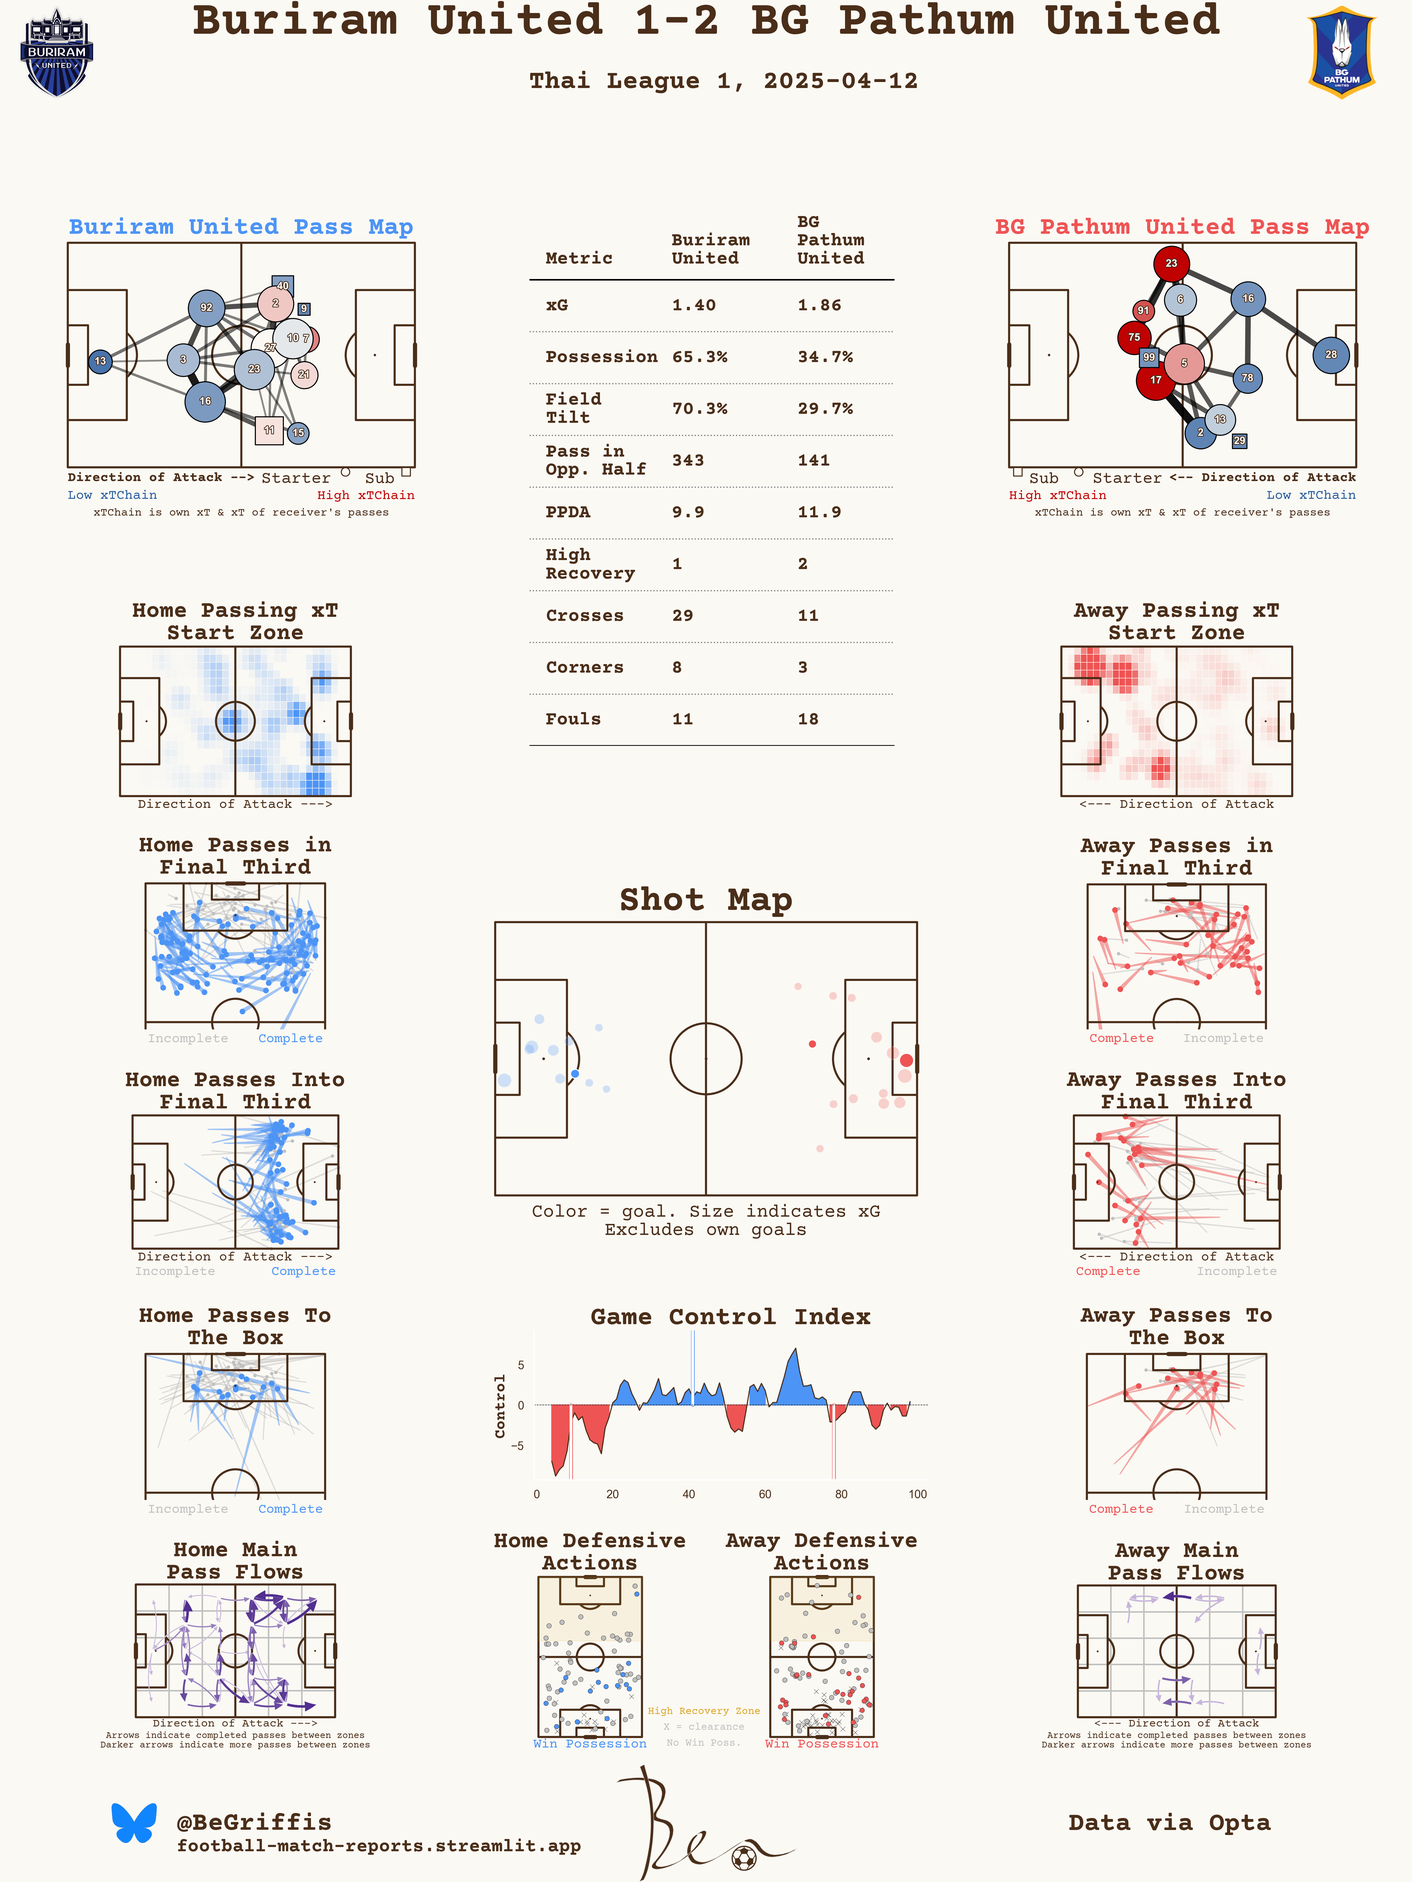 Buriram United 1-2 BG Pathum United
Thai League 1, 2025-04-12
BURIRAM
UNITED
BG
PATHUM
UNITED
Buriram United Pass Map
40
92
2
9
10
7
27
13
3
23
21
16
11
15
Direction of Attack --> Starter Sub
Low xTChain High xTChain
xTChain is own xT & xT of receiver's passes
Metric Buriram United BG Pathum United
xG 1.40 1.86
Possession 65.3% 34.7%
Field Tilt 70.3% 29.7%
Pass in Opp. Half 343 141
PPDA 9.9 11.9
High Recovery 1 2
Crosses 29 11
Corners 8 3
Fouls 11 18
BG Pathum United Pass Map
23
6
16
91
75
99
5
28
17
78
13
2
29
Sub Starter <-- Direction of Attack
High xTChain Low xTChain
xTChain is own xT & xT of receiver's passes
Home Passing xT
Start Zone
Direction of Attack --->
Away Passing xT
Start Zone
<--- Direction of Attack
Home Passes in
Final Third
Incomplete Complete
Away Passes in
Final Third
Complete Incomplete
Shot Map
Color = goal. Size indicates xG
Excludes own goals
Home Passes Into
Final Third
Direction of Attack --->
Incomplete Complete
Away Passes Into
Final Third
<--- Direction of Attack
Complete Incomplete
Home Passes To
The Box
Incomplete Complete
Game Control Index
Control
5
0
−5
0 20 40 60 80 100
Away Passes To
The Box
Complete Incomplete
Home Main
Pass Flows
Direction of Attack --->
Arrows indicate completed passes between zones
Darker arrows indicate more passes between zones
Home Defensive
Actions
Win Possession
High Recovery Zone
X = clearance
No Win Poss.
Away Defensive
Actions
Win Possession
Away Main
Pass Flows
<--- Direction of Attack
Arrows indicate completed passes between zones
Darker arrows indicate more passes between zones
@BeGriffis
football-match-reports.streamlit.app
Ben
Data via Opta